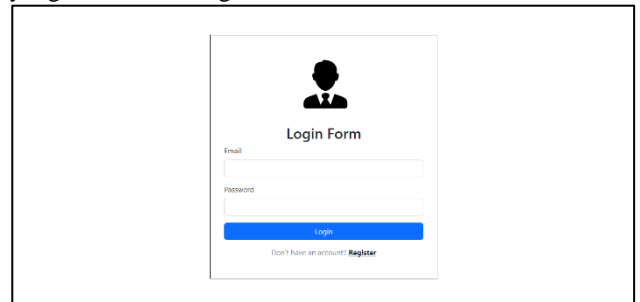 Login Form
Email
Password
Login
Don't have an account? Register